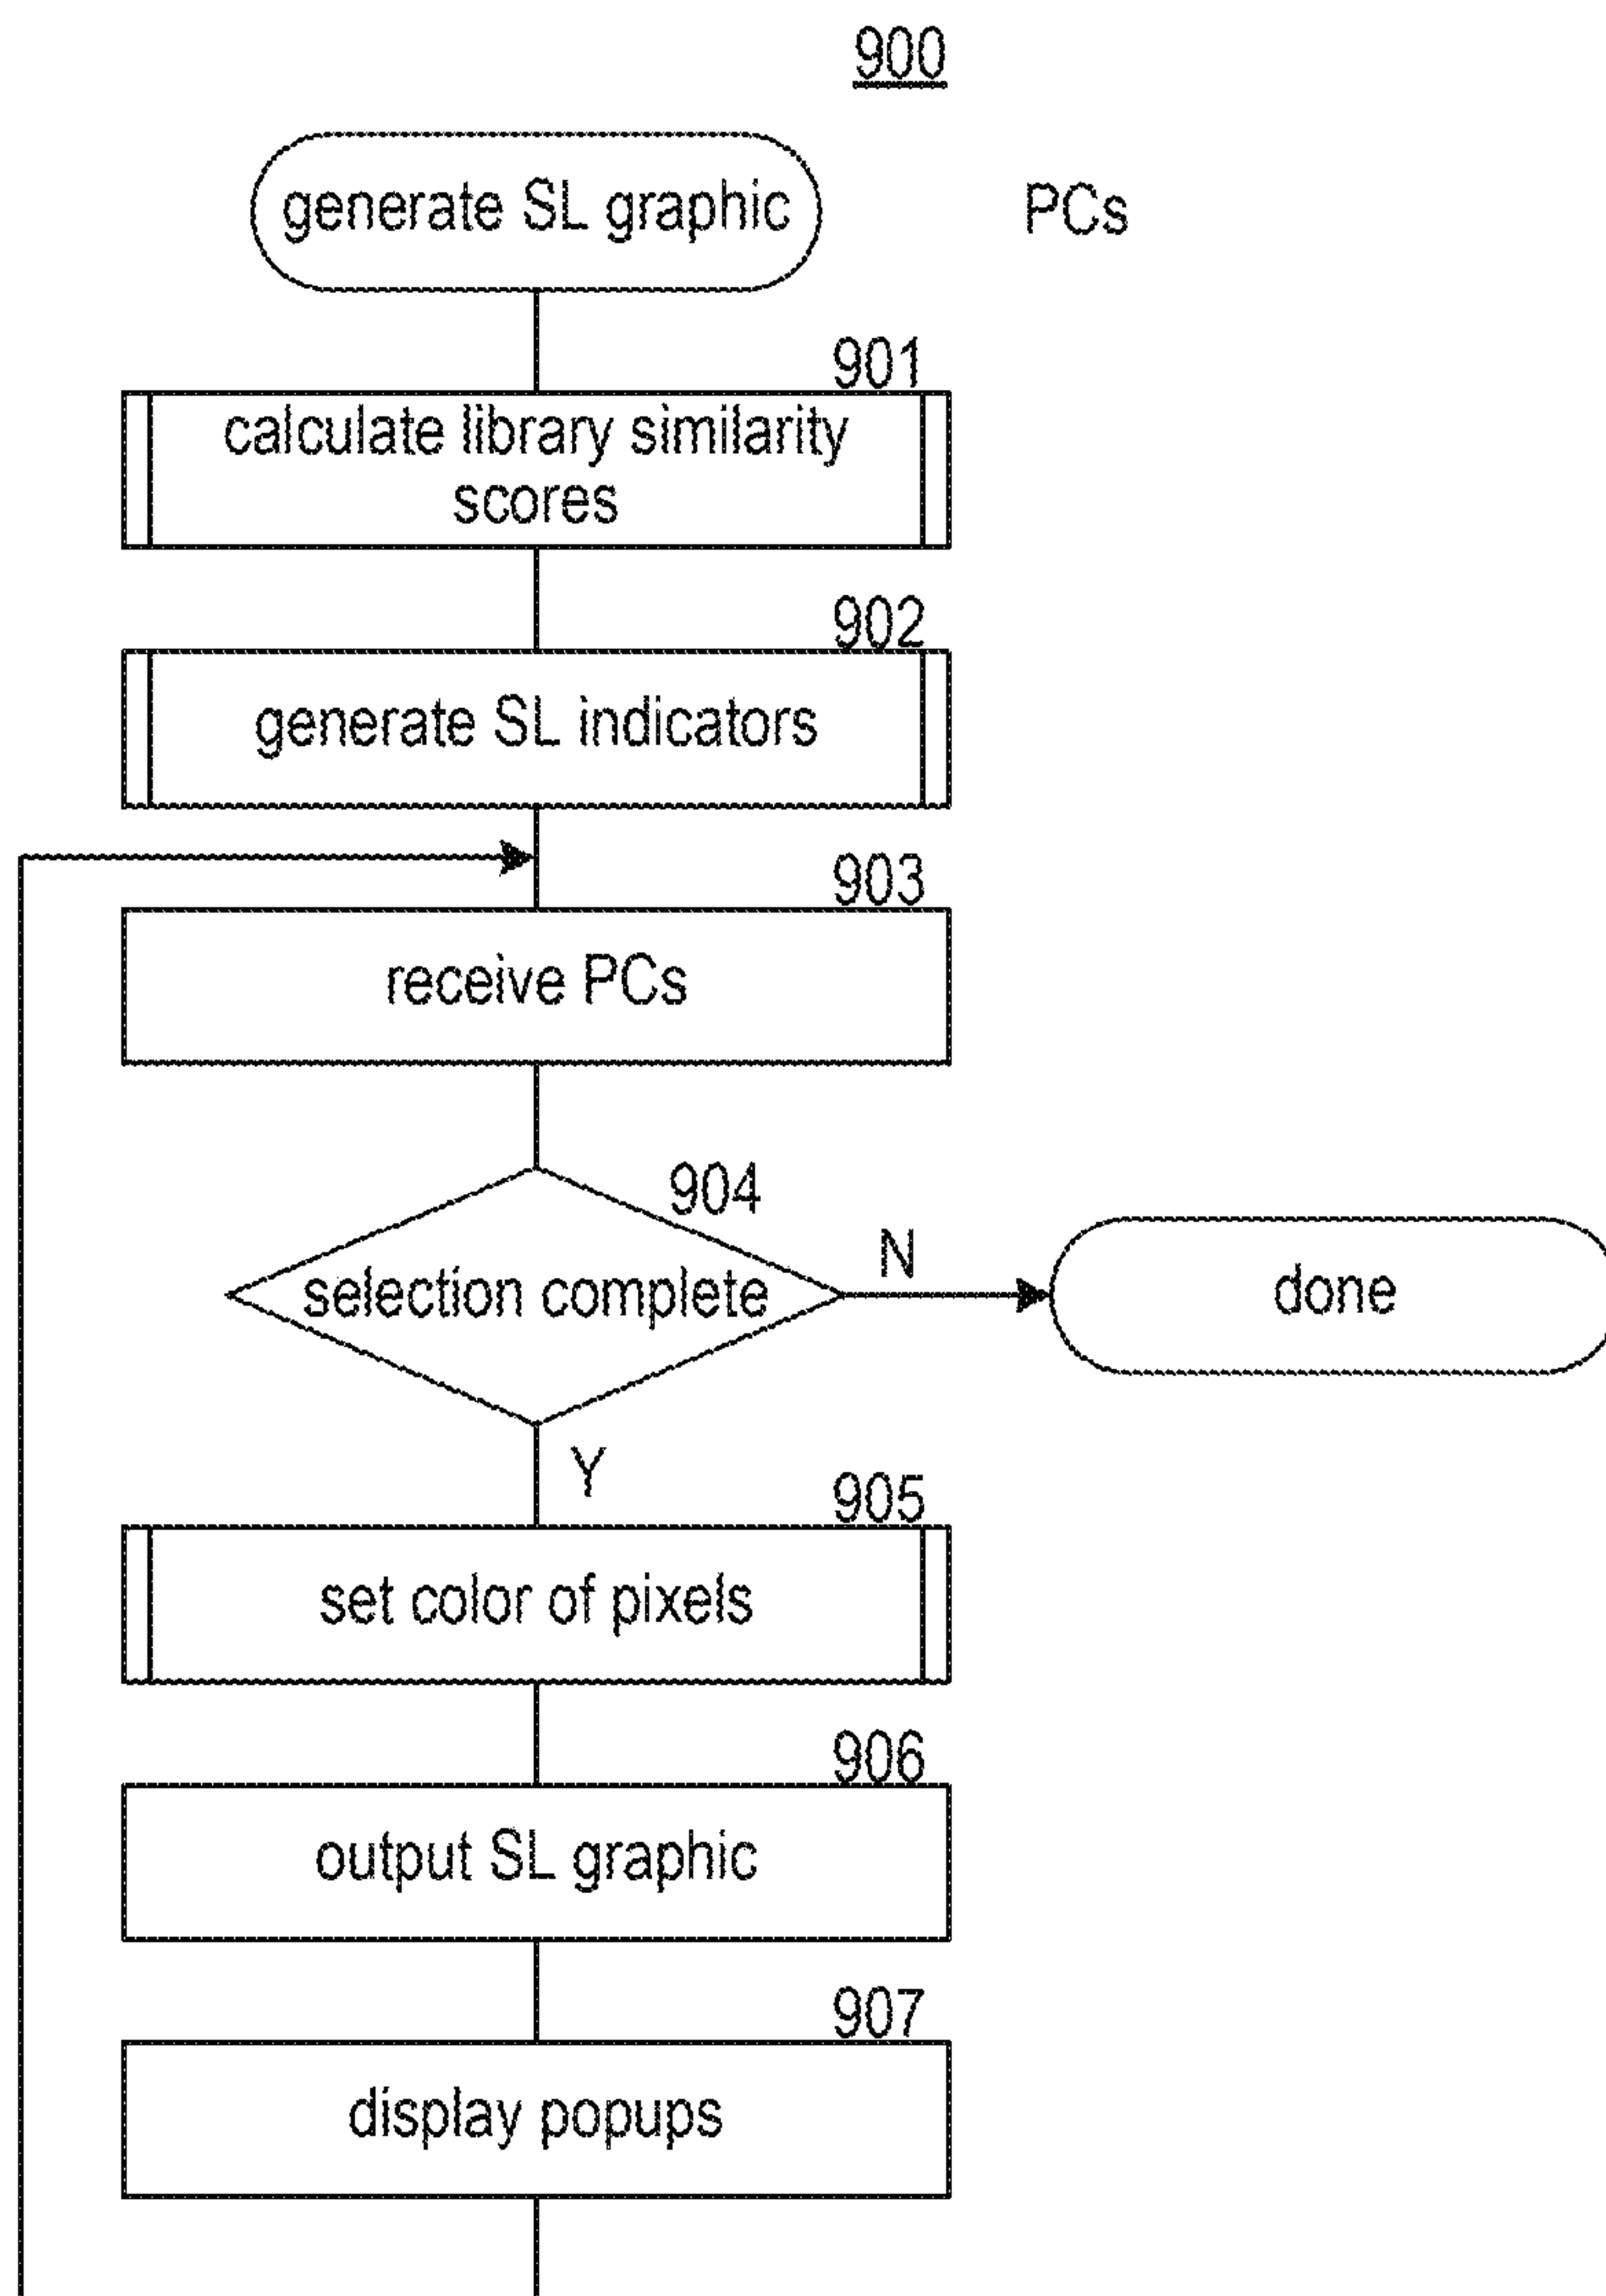 900
generate SL graphic
PCs
901
calculate library similarity
scores
902
generate SL indicators
903
receive PCs
904
selection complete
N
done
Y
905
set color of pixels
906
output SL graphic
907
display popups